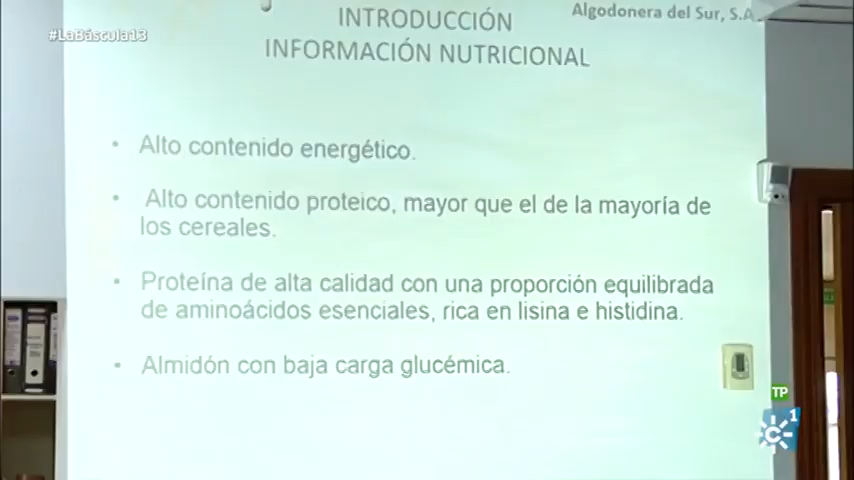 #LaBáscula13
Algodonera del Sur, S.A
INTRODUCCIÓN
INFORMACIÓN NUTRICIONAL
• Alto contenido energético.
• Alto contenido proteico, mayor que el de la mayoría de
los cereales.
• Proteína de alta calidad con una proporción equilibrada
de aminoácidos esenciales, rica en lisina e histidina.
• Almidón con baja carga glucémica.
TP
1